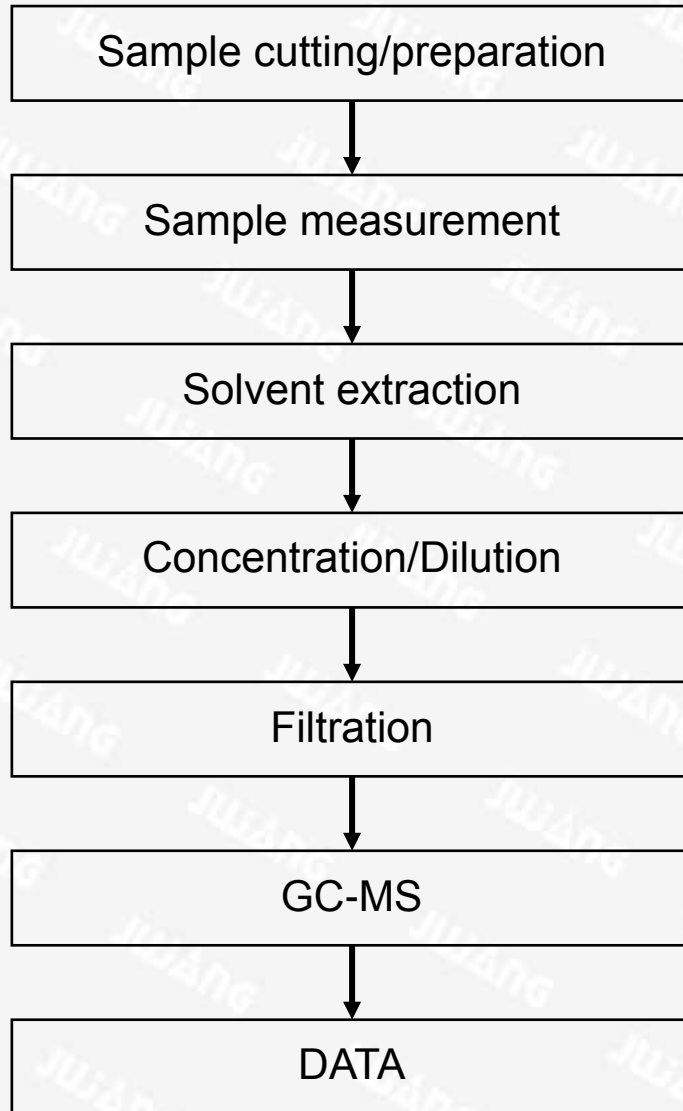 Sample cutting/preparation
Sample measurement
Solvent extraction
Concentration/Dilution
Filtration
GC-MS
DATA